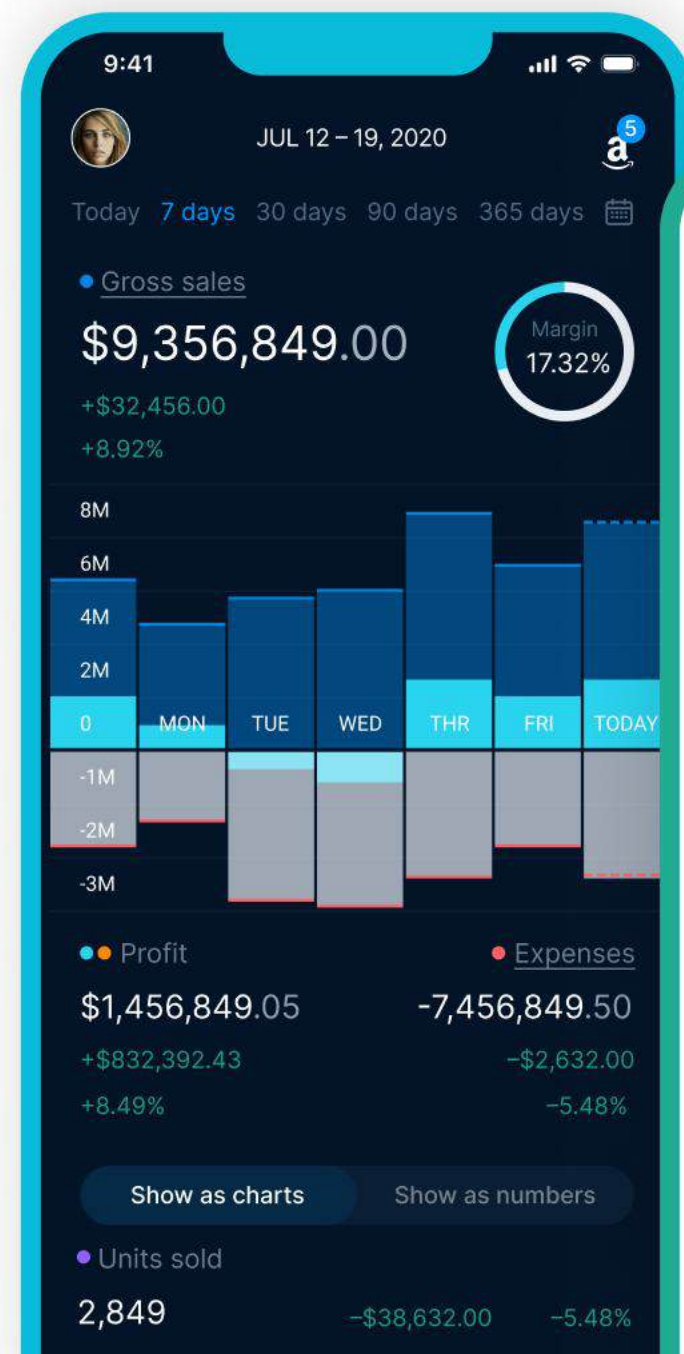 9:41
JUL 12 – 19, 2020
a 5
Today 7 days 30 days 90 days 365 days
Gross sales
$9,356,849.00
Margin
17.32%
+$32,456.00
+8.92%
8M
6M
4M
2M
0 MON TUE WED THR FRI TODAY
-1M
-2M
-3M
Profit Expenses
$1,456,849.05 -7,456,849.50
+$832,392.43 –$2,632.00
+8.49% –5.48%
Show as charts Show as numbers
Units sold
2,849 –$38,632.00 –5.48%